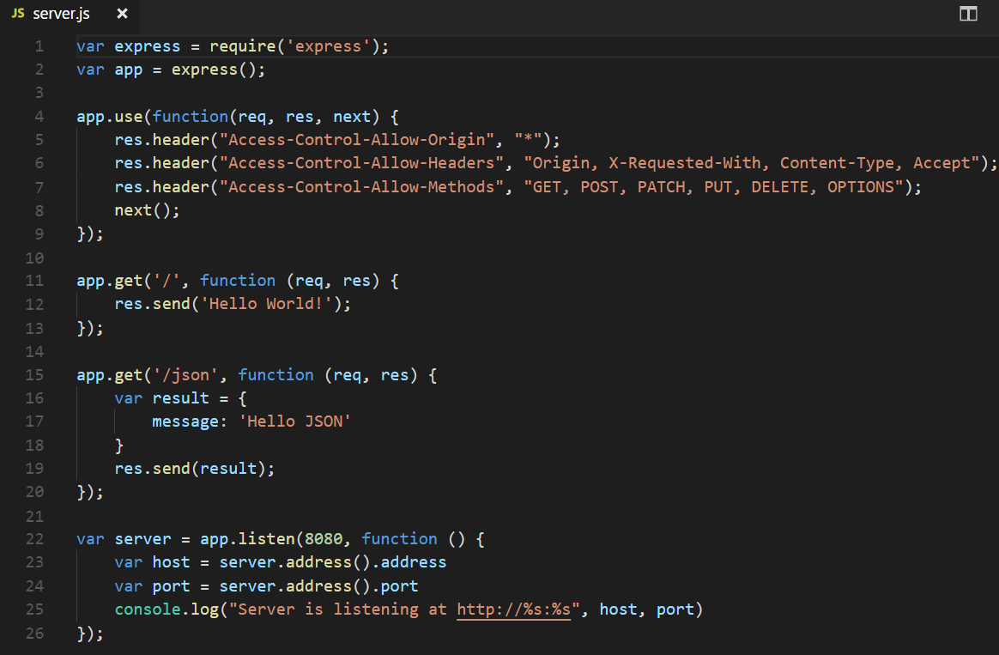 JS server.js ×
1 var express = require('express');
2 var app = express();
3
4 app.use(function(req, res, next) {
5     res.header("Access-Control-Allow-Origin", "*");
6     res.header("Access-Control-Allow-Headers", "Origin, X-Requested-With, Content-Type, Accept");
7     res.header("Access-Control-Allow-Methods", "GET, POST, PATCH, PUT, DELETE, OPTIONS");
8     next();
9 });
10
11 app.get('/', function (req, res) {
12     res.send('Hello World!');
13 });
14
15 app.get('/json', function (req, res) {
16     var result = {
17         message: 'Hello JSON'
18     }
19     res.send(result);
20 });
21
22 var server = app.listen(8080, function () {
23     var host = server.address().address
24     var port = server.address().port
25     console.log("Server is listening at http://%s:%s", host, port)
26 });